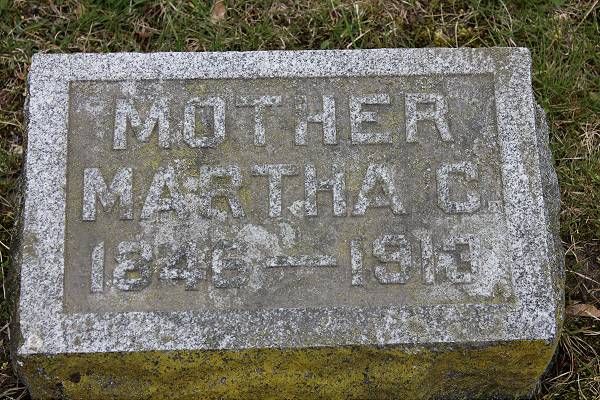 MOTHER
MARTHA C.
1846 — 1913